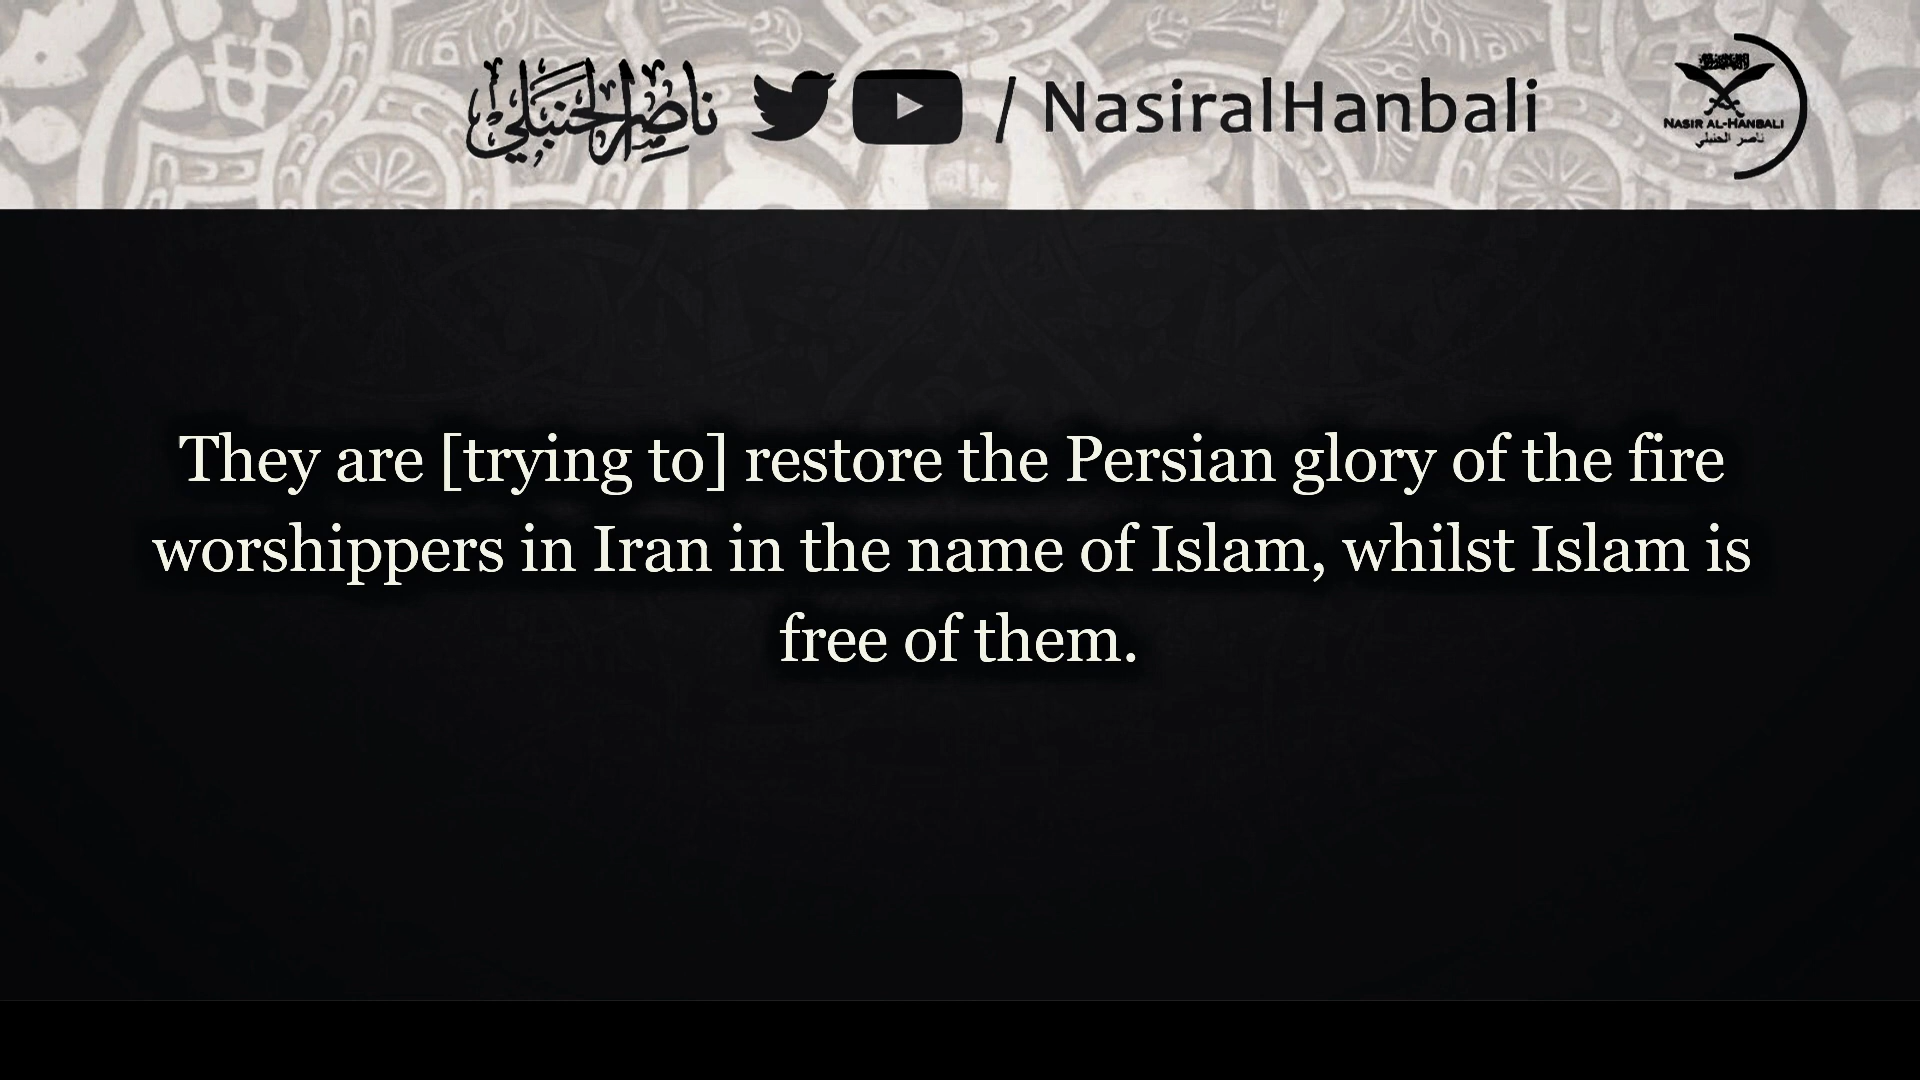 ناصر الحنبلي / NasiralHanbali
NASIR AL-HANBALI
ناصر الحنبلي
They are [trying to] restore the Persian glory of the fire
worshippers in Iran in the name of Islam, whilst Islam is
free of them.